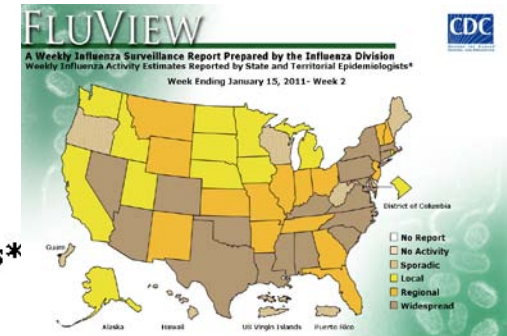 FLUVIEW
CDC
A Weekly Influenza Surveillance Report Prepared by the Influenza Division
Weekly Influenza Activity Estimates Reported by State and Territorial Epidemiologists*
Week Ending January 15, 2011- Week 2
District of Columbia
s*
No Report
No Activity
Guam
Sporadic
Local
Regional
Widespread
Alaska
Hawaii
US Virgin Islands
Puerto Rico